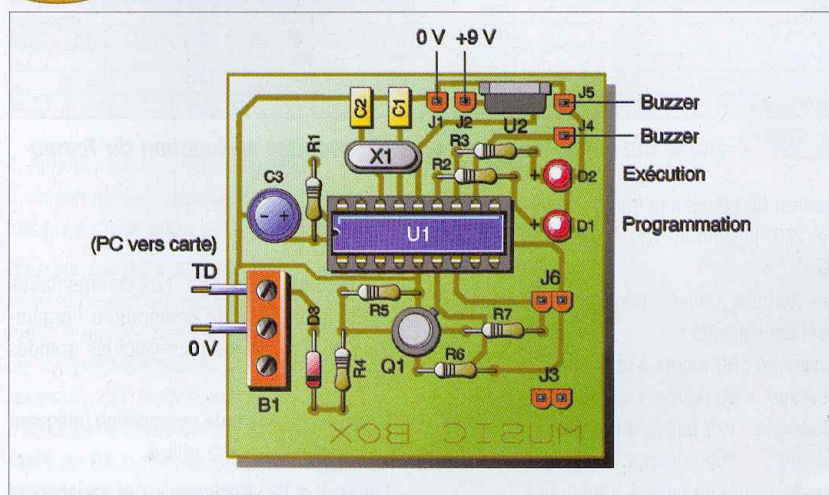 0 V +9 V
C2
C1
J1
J2
U2
J5
Buzzer
J4
Buzzer
R1
X1
R3
R2
C3
- +
+
D2
Exécution
+
D1
Programmation
U1
(PC vers carte)
TD
0 V
B1
D3
R5
R4
Q1
R7
R6
J6
J3
MUSIC BOX